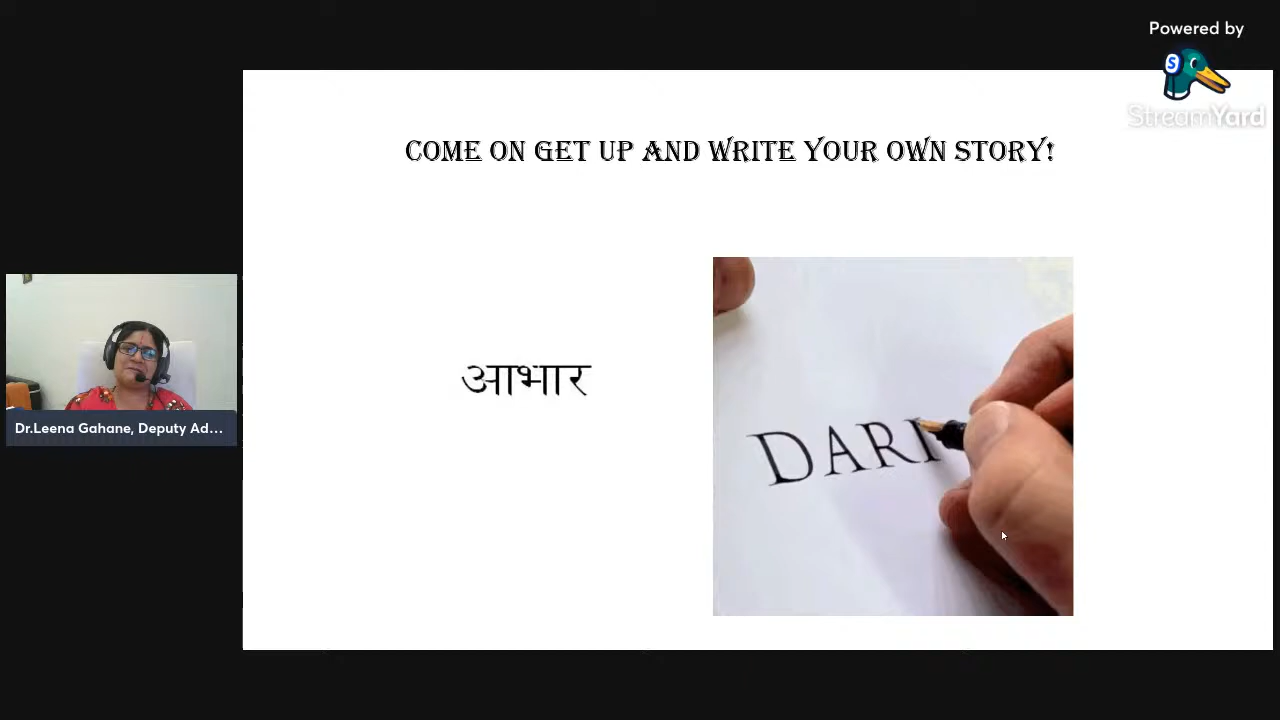 Powered by
StreamYard
COME ON GET UP AND WRITE YOUR OWN STORY!
आभार
DARI
Dr.Leena Gahane, Deputy Ad...